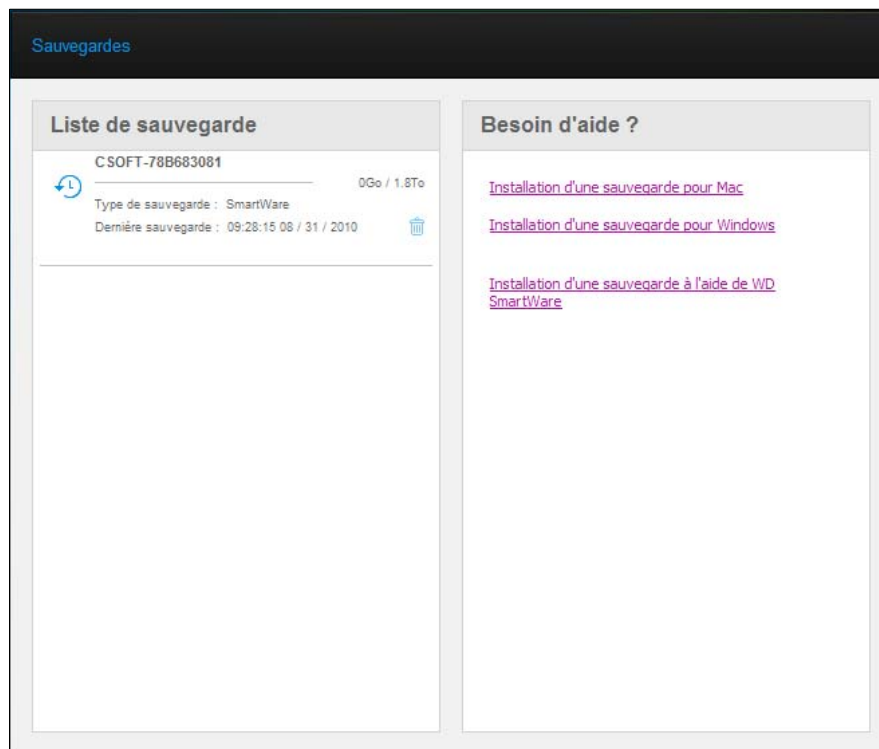 Sauvegardes
Liste de sauvegarde
CSOFT-78B683081
0Go / 1.8To
Type de sauvegarde : SmartWare
Derniére sauvegarde : 09:28:15 08 / 31 / 2010
Besoin d'aide ?
Installation d'une sauvegarde pour Mac
Installation d'une sauvegarde pour Windows
Installation d'une sauvegarde à l'aide de WD
SmartWare